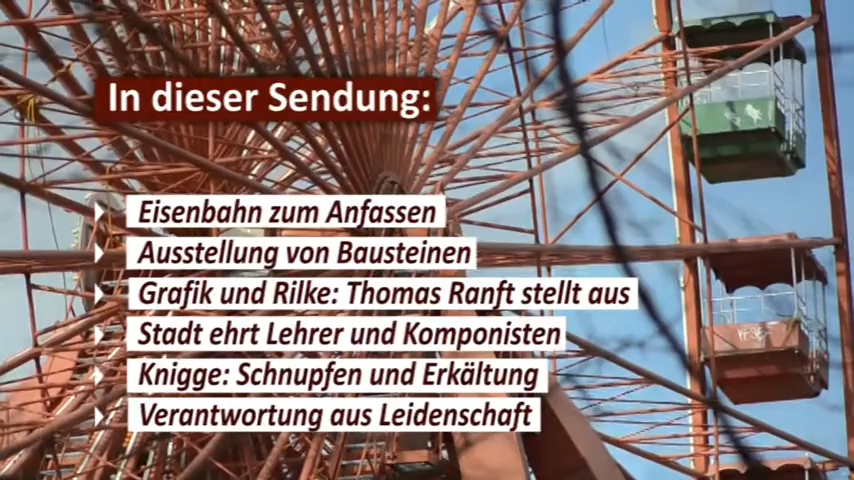 In dieser Sendung:
Eisenbahn zum Anfassen
Ausstellung von Bausteinen
Grafik und Rilke: Thomas Ranft stellt aus
Stadt ehrt Lehrer und Komponisten
Knigge: Schnupfen und Erkältung
Verantwortung aus Leidenschaft